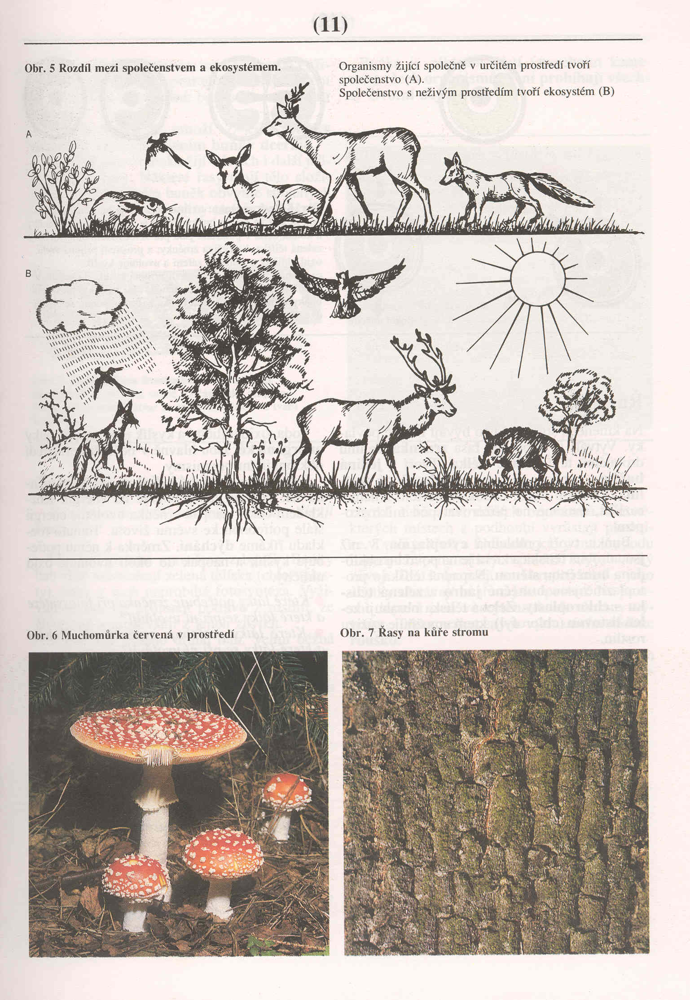 (11)
Obr. 5 Rozdíl mezi společenstvem a ekosystémem.
Organismy žijící společně v určitém prostředí tvoří
společenstvo (A).
Společenstvo s neživým prostředím tvoří ekosystém (B)
A
B
Obr. 6 Muchomůrka červená v prostředí
Obr. 7 Řasy na kůře stromu